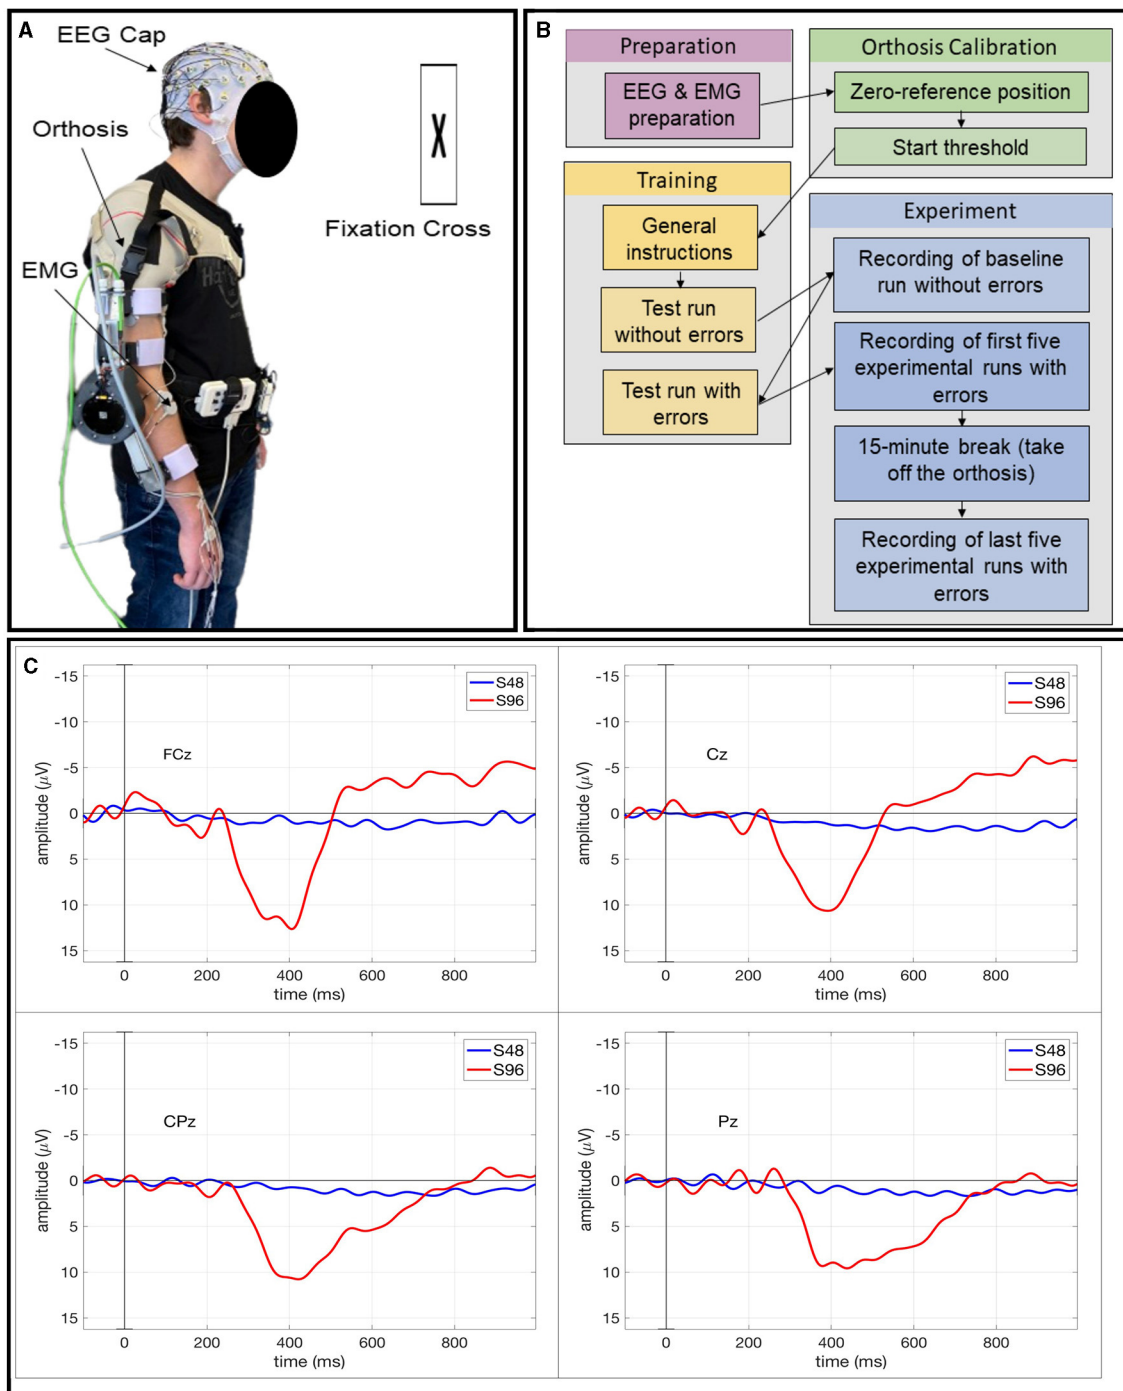 A
EEG Cap
Orthosis
EMG
X
Fixation Cross
B
Preparation
EEG & EMG
preparation
Orthosis Calibration
Zero-reference position
Start threshold
Training
General
instructions
Test run
without errors
Test run with
errors
Experiment
Recording of baseline
run without errors
Recording of first five
experimental runs with
errors
15-minute break (take
off the orthosis)
Recording of last five
experimental runs with
errors
C
-15
-10
-5
0
5
10
15
amplitude (μV)
FCz
S48
S96
0 200 400 600 800
time (ms)
-15
-10
-5
0
5
10
15
amplitude (μV)
Cz
S48
S96
0 200 400 600 800
time (ms)
-15
-10
-5
0
5
10
15
amplitude (μV)
CPz
S48
S96
0 200 400 600 800
time (ms)
-15
-10
-5
0
5
10
15
amplitude (μV)
Pz
S48
S96
0 200 400 600 800
time (ms)